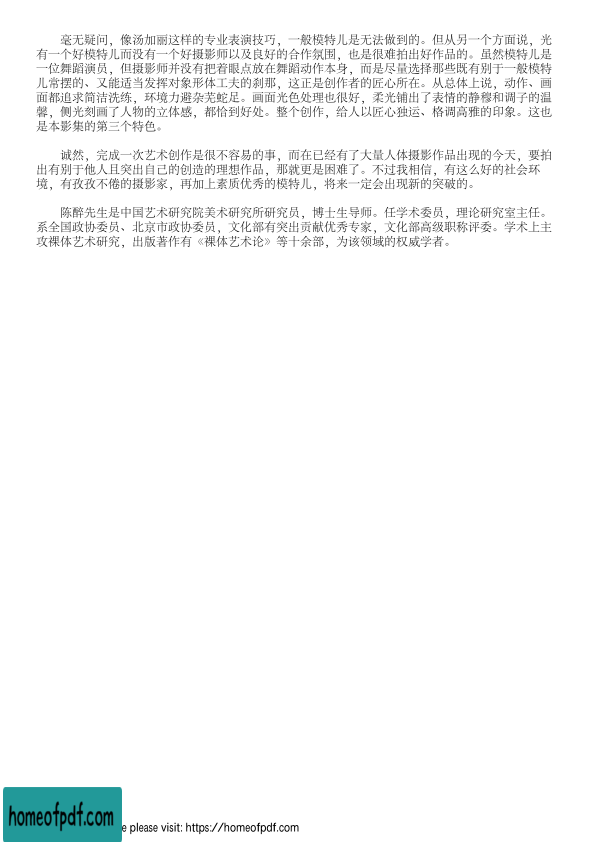 毫无疑问，像汤加丽这样的专业表演技巧，一般模特儿是无法做到的。但从另一个方面说，光
有一个好模特儿而没有一个好摄影师以及良好的合作氛围，也是很难拍出好作品的。虽然模特儿是
一位舞蹈演员，但摄影师并没有把着眼点放在舞蹈动作本身，而是尽量选择那些既有别于一般模特
儿常摆的、又能适当发挥对象形体工夫的刹那，这正是创作者的匠心所在。从总体上说，动作、画
面都追求简洁洗练，环境力避杂芜蛇足。画面光色处理也很好，柔光铺出了表情的静穆和调子的温
馨，侧光刻画了人物的立体感，都恰到好处。整个创作，给人以匠心独运、格调高雅的印象。这也
是本影集的第三个特色。
诚然，完成一次艺术创作是很不容易的事，而在已经有了大量人体摄影作品出现的今天，要拍
出有别于他人且突出自己的创造的理想作品，那就更是困难了。不过我相信，有这么好的社会环
境，有孜孜不倦的摄影家，再加上素质优秀的模特儿，将来一定会出现新的突破的。
陈醉先生是中国艺术研究院美术研究所研究员，博士生导师。任学术委员，理论研究室主任。
系全国政协委员、北京市政协委员，文化部有突出贡献优秀专家，文化部高级职称评委。学术上主
攻裸体艺术研究，出版著作有《裸体艺术论》等十余部，为该领域的权威学者。
homeofpdf.com
e please visit: https://homeofpdf.com